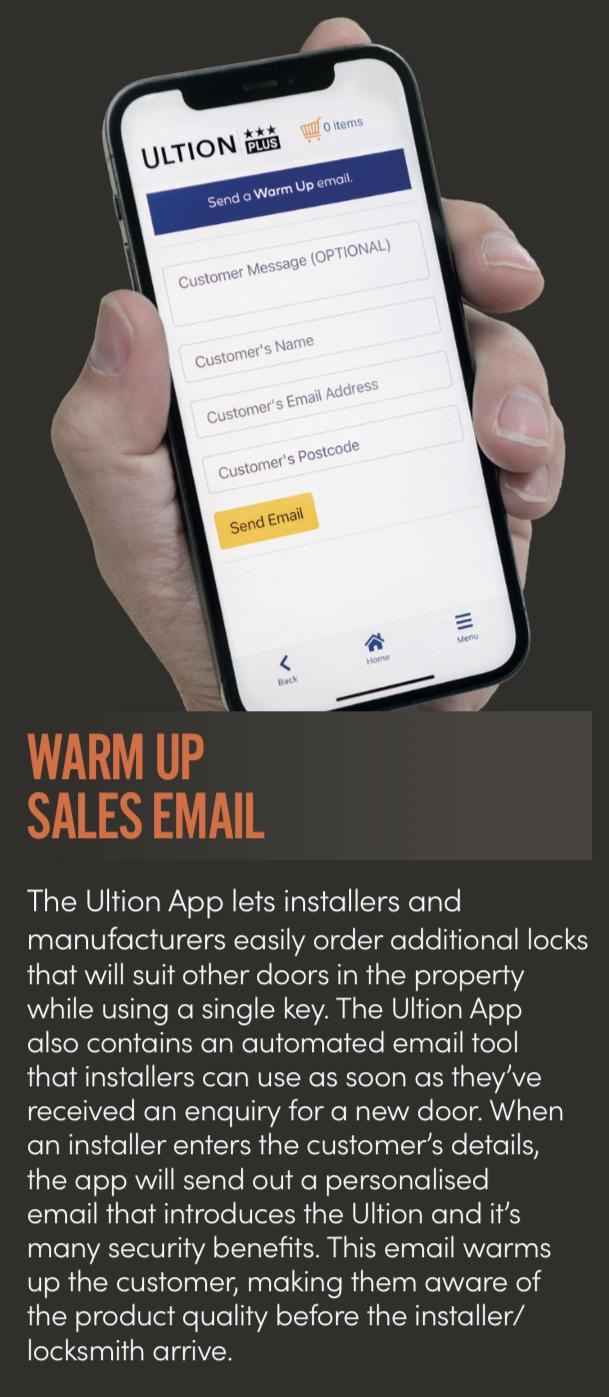 ULTION PLUS
0 items
Send a Warm Up email.
Customer Message (OPTIONAL)
Customer's Name
Customer's Email Address
Customer's Postcode
Send Email
Back
Home
Menu
WARM UP
SALES EMAIL
The Ultion App lets installers and
manufacturers easily order additional locks
that will suit other doors in the property
while using a single key. The Ultion App
also contains an automated email tool
that installers can use as soon as they've
received an enquiry for a new door. When
an installer enters the customer's details,
the app will send out a personalised
email that introduces the Ultion and it's
many security benefits. This email warms
up the customer, making them aware of
the product quality before the installer/
locksmith arrive.